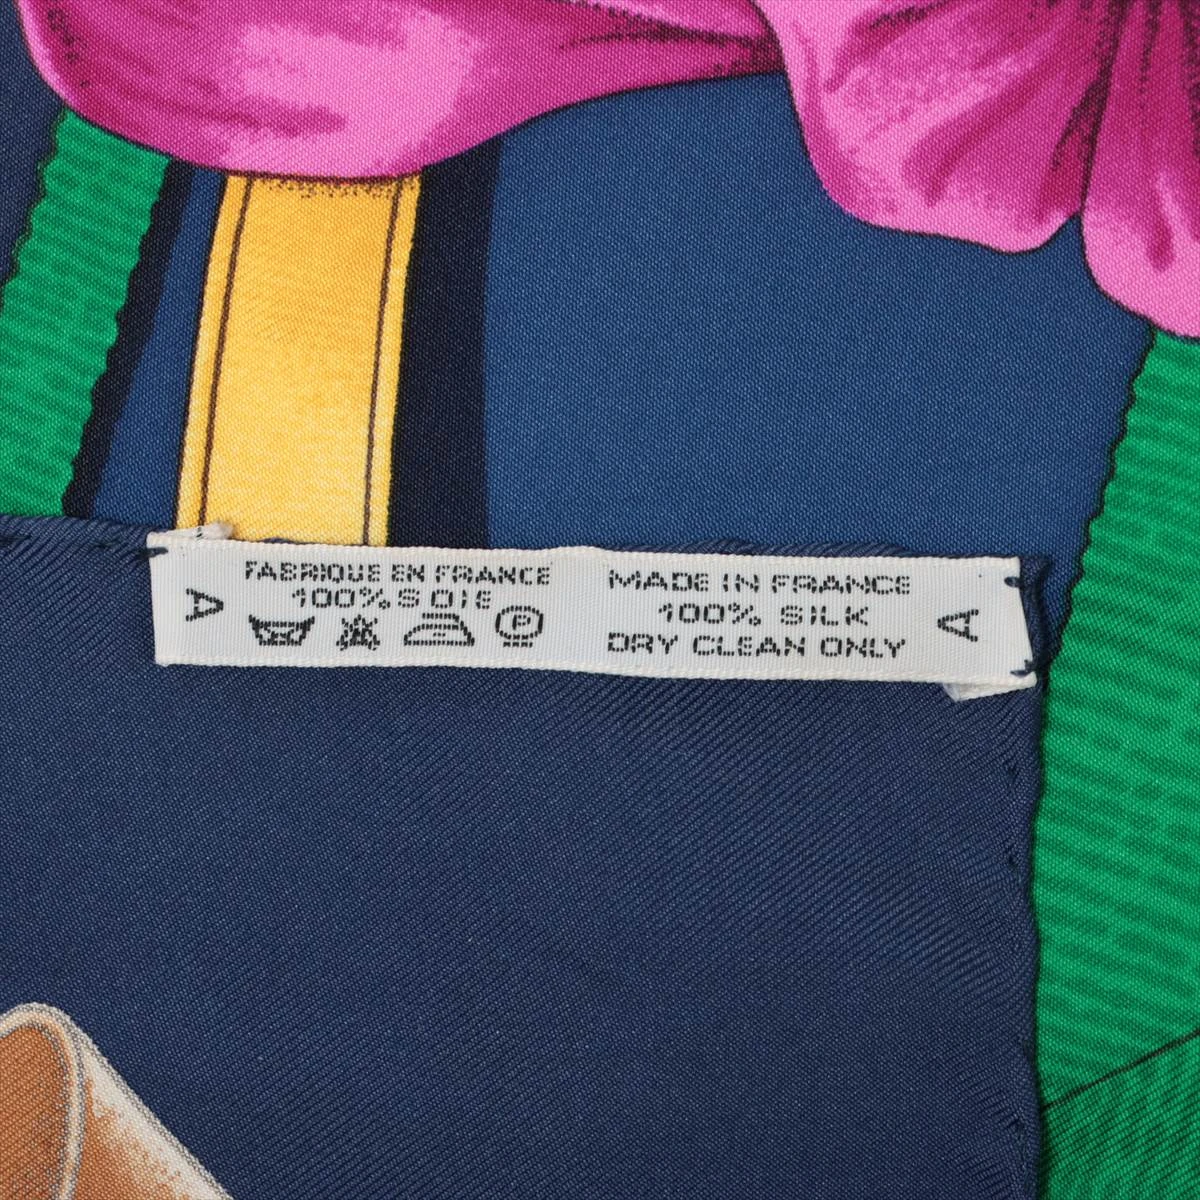 FABRIQUE EN FRANCE
100% SOIE
P
A
MADE IN FRANCE
100% SILK
DRY CLEAN ONLY
A